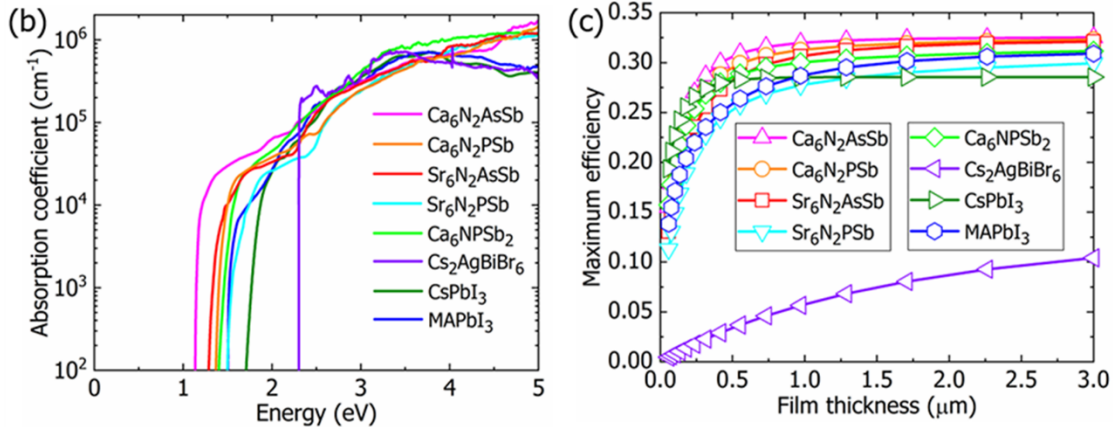 (b)
Absorption coefficient (cm⁻¹)
10⁶
10⁵
10⁴
10³
10²
0
1
2
3
4
5
Energy (eV)
Ca₆N₂AsSb
Ca₆N₂PSb
Sr₆N₂AsSb
Sr₆N₂PSb
Ca₆NPSb₂
Cs₂AgBiBr₆
CsPbI₃
MAPbI₃
(c)
Maximum efficiency
0.35
0.30
0.25
0.20
0.15
0.10
0.05
0.00
0.0
0.5
1.0
1.5
2.0
2.5
3.0
Film thickness (μm)
Ca₆N₂AsSb
Ca₆N₂PSb
Sr₆N₂AsSb
Sr₆N₂PSb
Ca₆NPSb₂
Cs₂AgBiBr₆
CsPbI₃
MAPbI₃